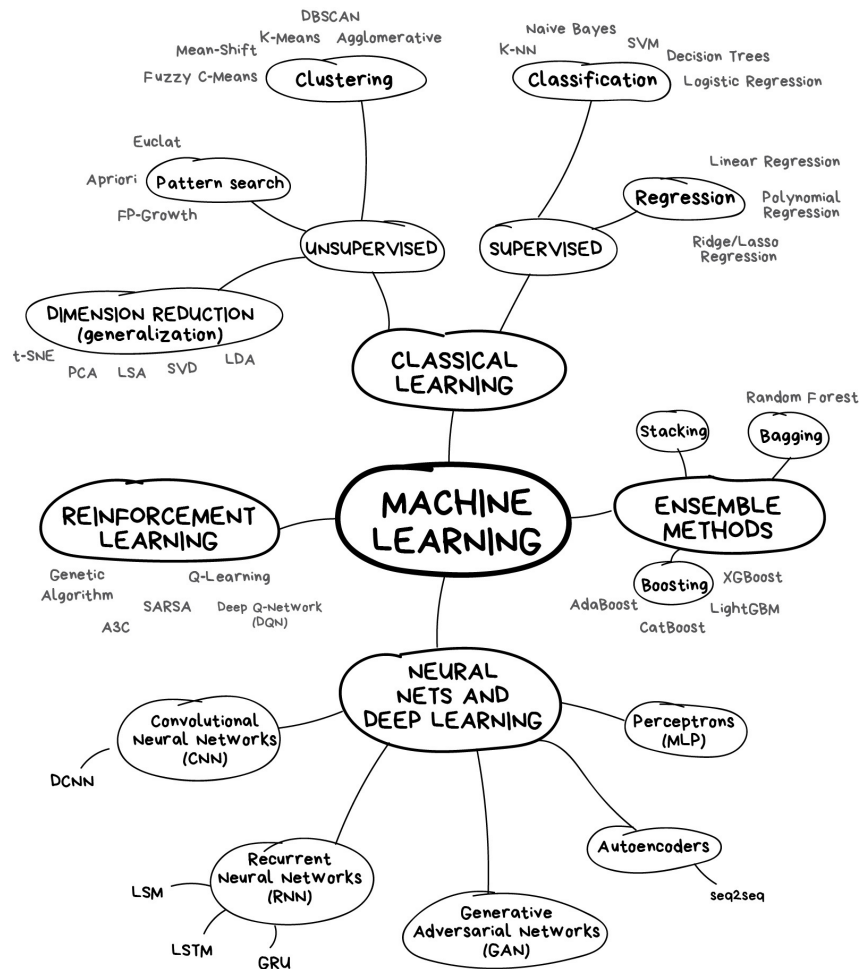 DBSCAN
K-Means
Agglomerative
Mean-Shift
Fuzzy C-Means
Clustering
Naive Bayes
K-NN
SVM
Decision Trees
Classification
Logistic Regression
Euclat
Apriori
Pattern search
FP-Growth
Linear Regression
Regression
Polynomial
Regression
Ridge/Lasso
Regression
UNSUPERVISED
SUPERVISED
DIMENSION REDUCTION
(generalization)
t-SNE
PCA
LSA
SVD
LDA
CLASSICAL
LEARNING
Random Forest
Stacking
Bagging
MACHINE
LEARNING
REINFORCEMENT
LEARNING
ENSEMBLE
METHODS
Genetic
Algorithm
Q-Learning
SARSA
Deep Q-Network
(DQN)
A3C
Boosting
XGBoost
AdaBoost
LightGBM
CatBoost
NEURAL
NETS AND
DEEP LEARNING
Convolutional
Neural Networks
(CNN)
DCNN
Perceptrons
(MLP)
Recurrent
Neural Networks
(RNN)
LSM
LSTM
GRU
Generative
Adversarial Networks
(GAN)
Autoencoders
seq2seq